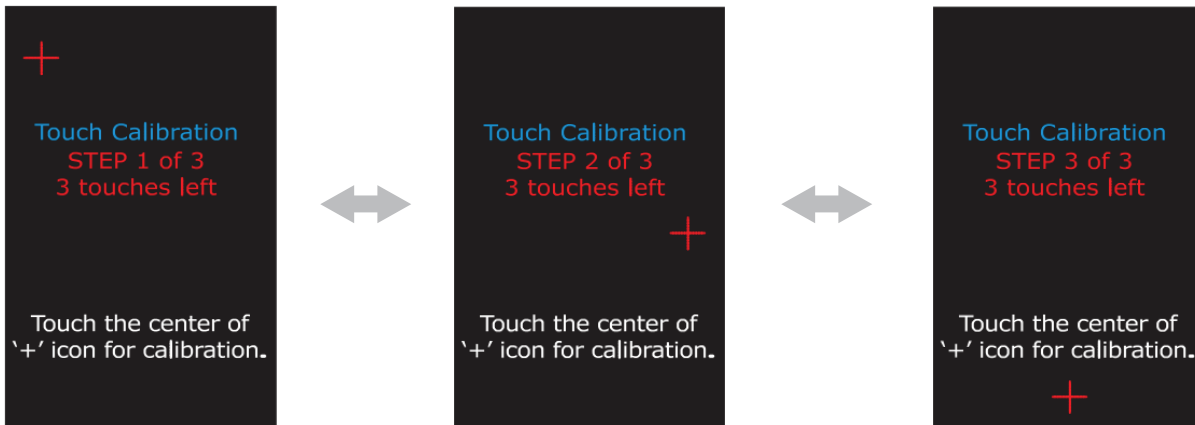 Touch Calibration
STEP 1 of 3
3 touches left
Touch the center of
‘+’ icon for calibration.
Touch Calibration
STEP 2 of 3
3 touches left
Touch the center of
‘+’ icon for calibration.
Touch Calibration
STEP 3 of 3
3 touches left
Touch the center of
‘+’ icon for calibration.